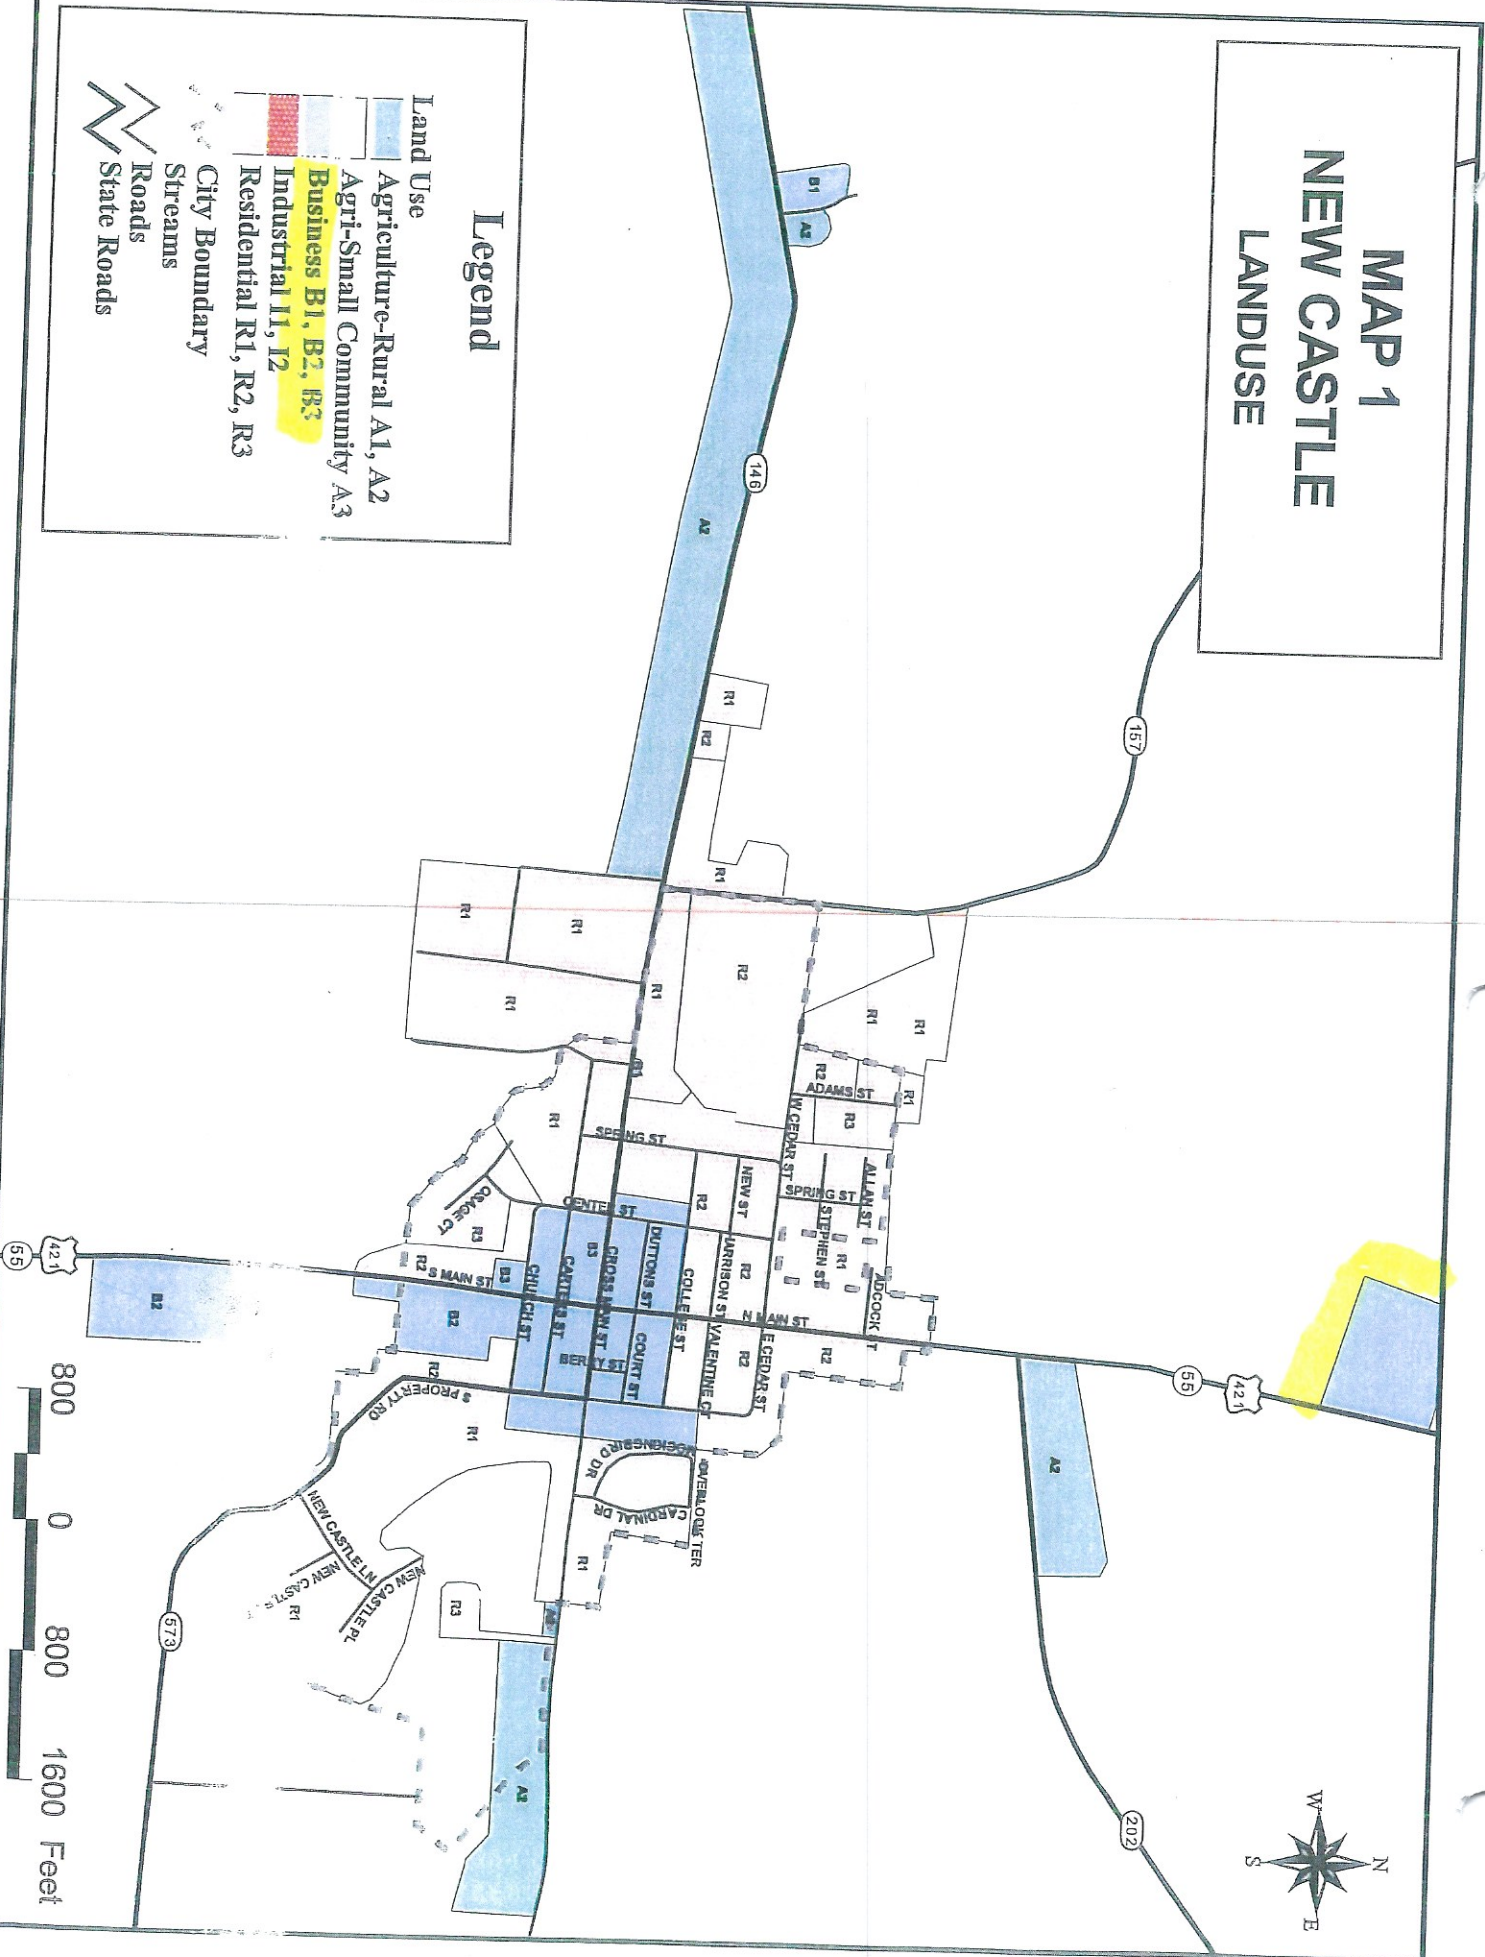 MAP 1
NEW CASTLE
LANDUSE
Legend
Land Use
Agriculture-Rural A1, A2
Agri-Small Community A3
Business B1, B2, B3
Industrial I1, I2
Residential R1, R2, R3
City Boundary
Streams
Roads
State Roads
N
W
E
S
157
146
202
55
421
573
421
55
B1
A2
A2
R1
R2
R1
R1
R1
R1
R1
R2
R1
R1
R1
R2
ADAMS ST
R3
W CEDAR ST
SPRING ST
ALLAN ST
SPRING ST
STEPHEN ST
R1
ADCOCK ST
NEW ST
R2
HARRISON ST
R2
N MAIN ST
R2
E CEDAR ST
R2
VALENTINE CT
COLLEGE ST
DUTTONS ST
CENTER ST
CROSS MAIN ST
B3
CARTERS ST
CHURCH ST
COURT ST
BERRY ST
B3
S MAIN ST
R2
R3
OSAGE CT
R1
B2
B2
R2
S PROPERTY RD
R1
MOCKINGBIRD DR
OVERLOOK TER
CARDINAL DR
R1
NEW CASTLE LN
NEW CASTLE PL
R1
R3
A2
A2
800 0 800 1600 Feet